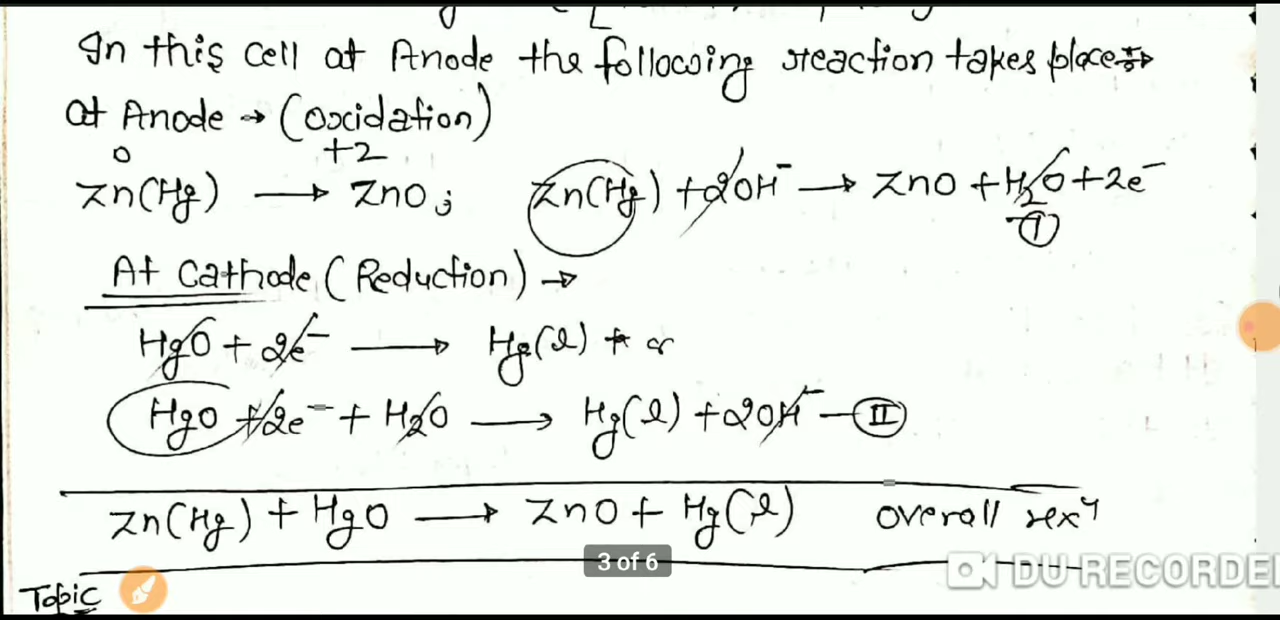 In this cell at Anode the following reaction takes place:→
at Anode → (oxidation)
0 +2
Zn(Hg) → ZnO; Zn(Hg) + 2OH⁻ → ZnO + H₂O + 2e⁻
I
At Cathode (Reduction) →
HgO + 2e⁻ → Hg(l) +
HgO + 2e⁻ + H₂O → Hg(l) + 2OH⁻ — II
Zn(Hg) + HgO → ZnO + Hg(l) overall rexⁿ
3 of 6
DU RECORDER
Topic